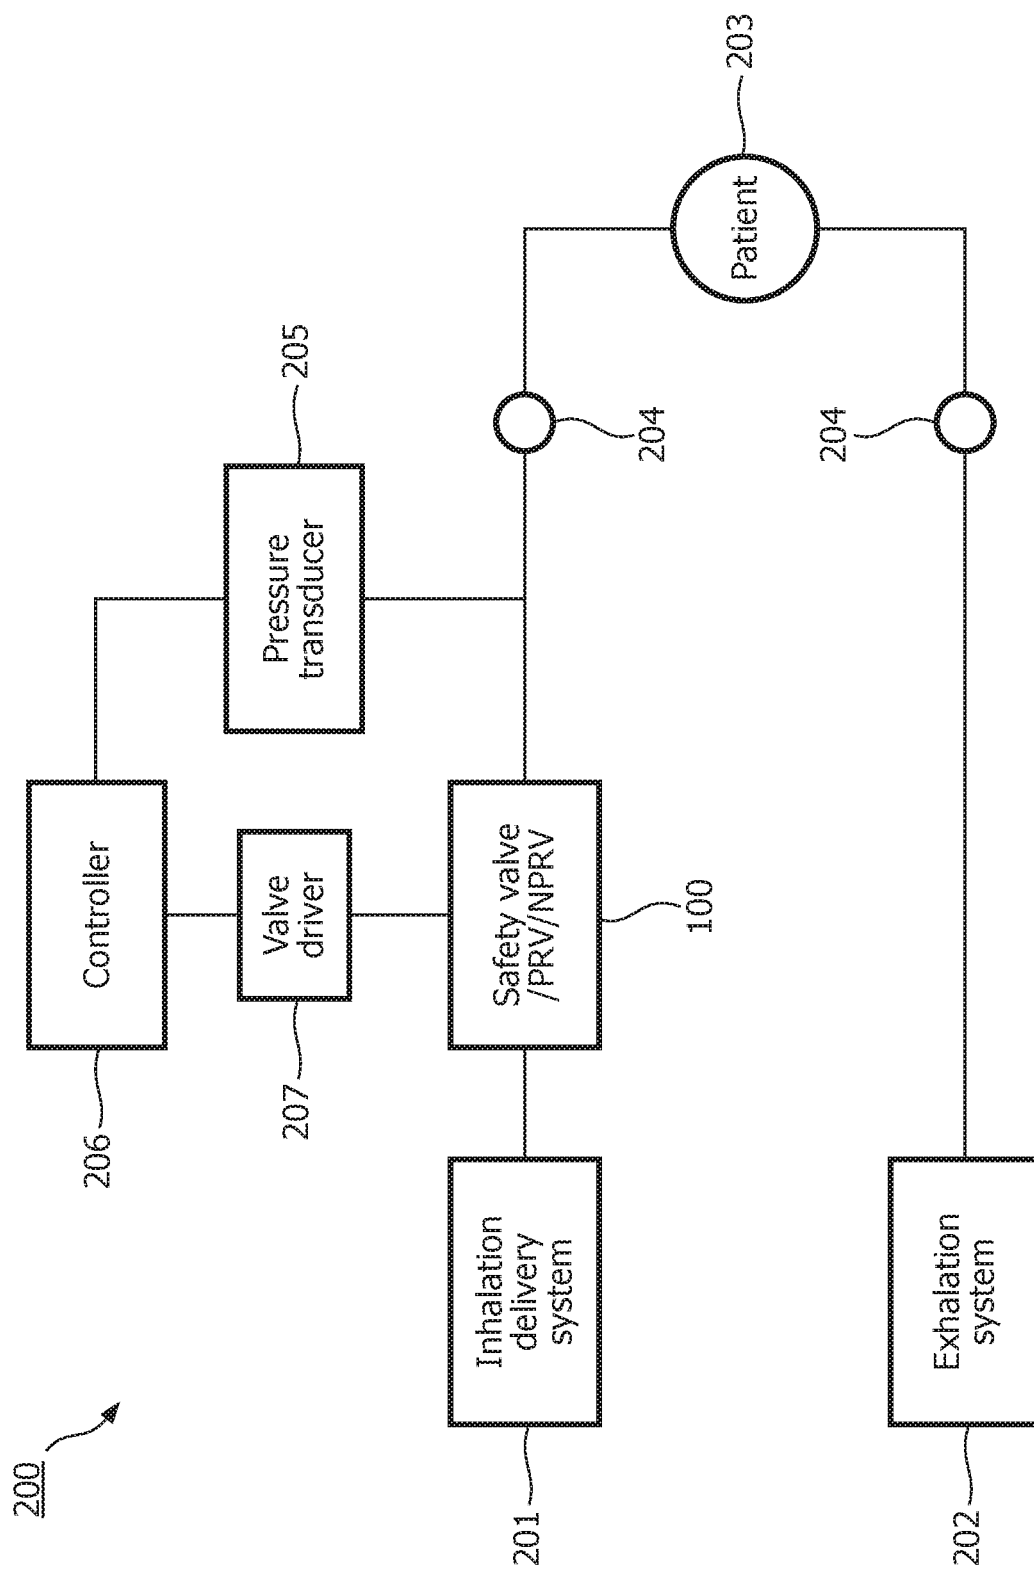 200
206
Controller
205
Pressure
transducer
207
Valve
driver
201
Inhalation
delivery
system
Safety valve
/PRV/NPRV
100
204
203
Patient
204
202
Exhalation
system